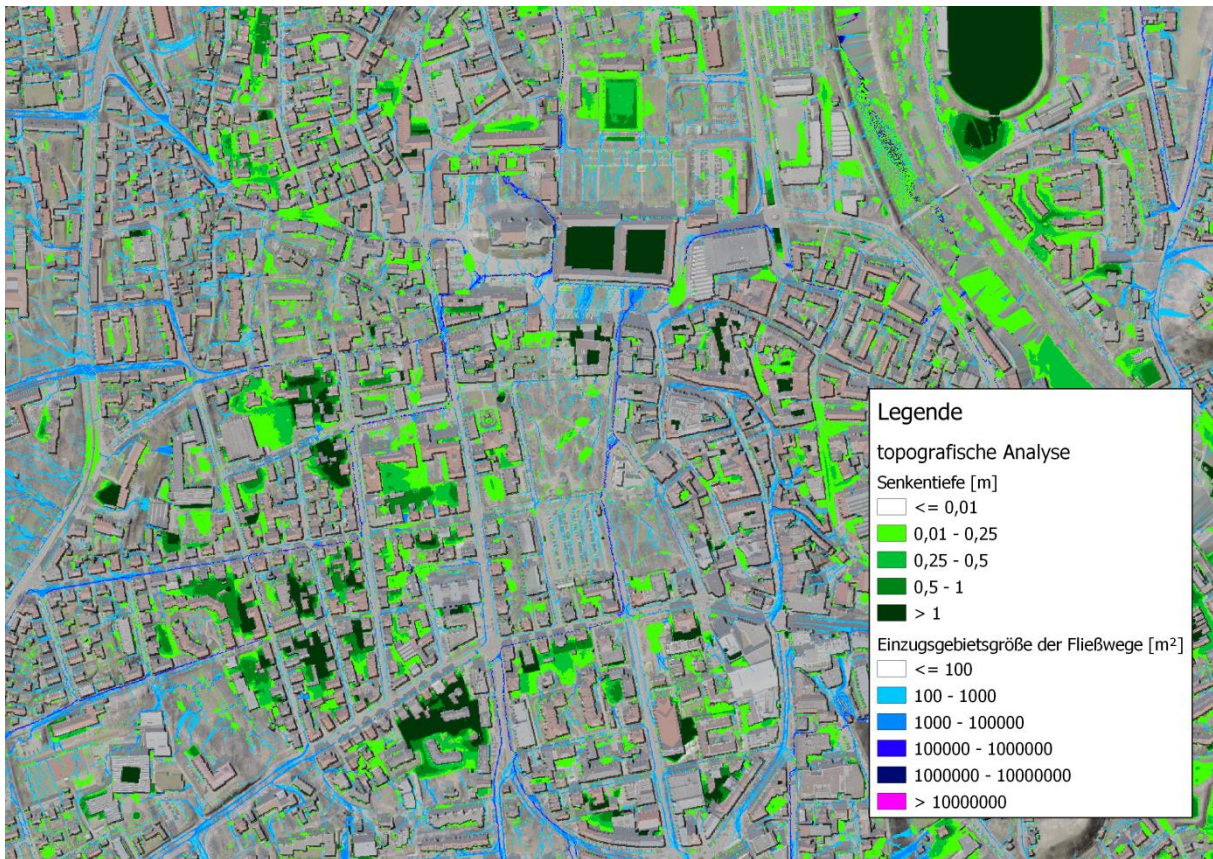 Legende
topografische Analyse
Senkentiefe [m]
<= 0,01
0,01 - 0,25
0,25 - 0,5
0,5 - 1
> 1
Einzugsgebietsgröße der Fließwege [m²]
<= 100
100 - 1000
1000 - 100000
100000 - 1000000
1000000 - 10000000
> 10000000